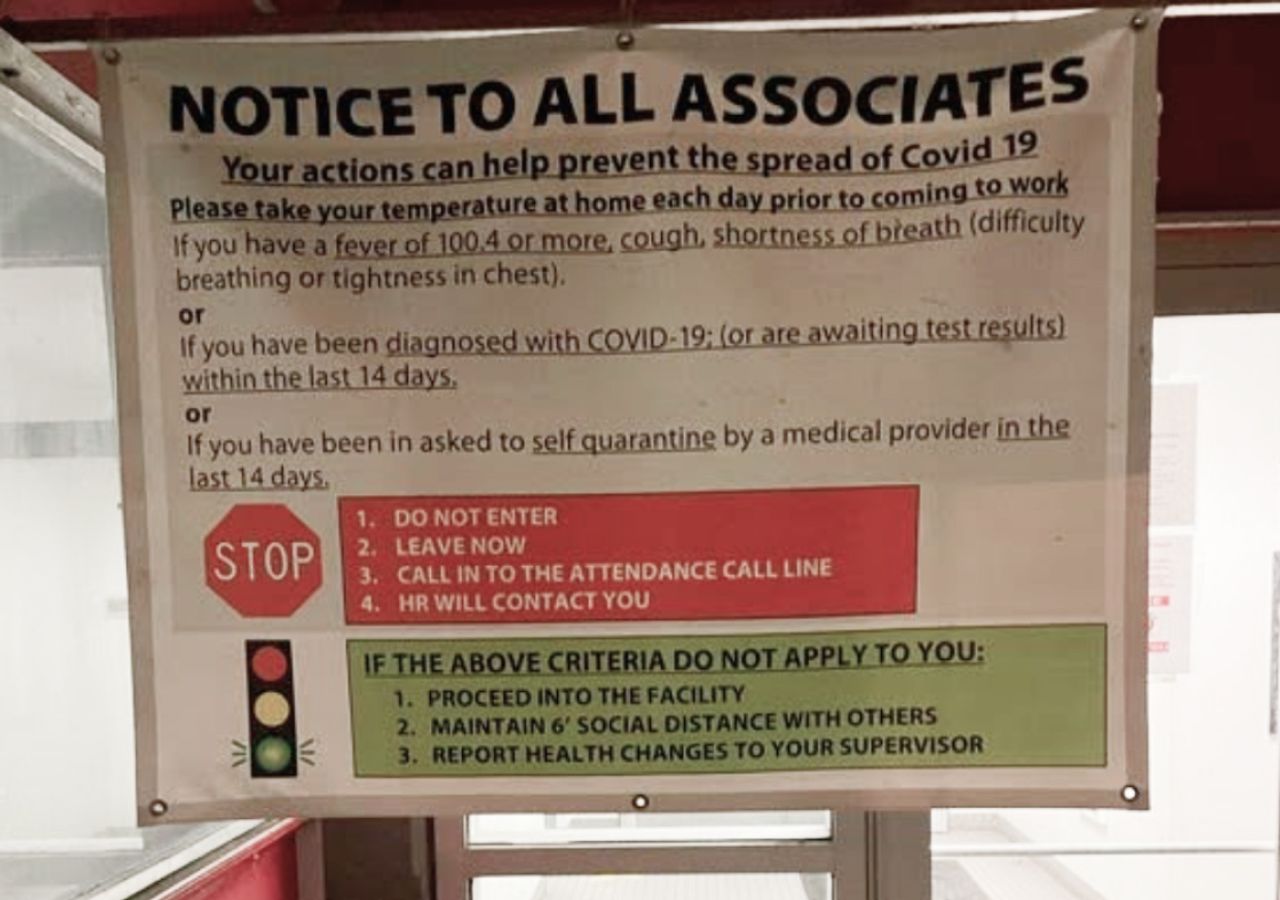 NOTICE TO ALL ASSOCIATES
Your actions can help prevent the spread of Covid 19
Please take your temperature at home each day prior to coming to work
If you have a fever of 100.4 or more, cough, shortness of breath (difficulty
breathing or tightness in chest).
or
If you have been diagnosed with COVID-19; (or are awaiting test results)
within the last 14 days.
or
If you have been in asked to self quarantine by a medical provider in the
last 14 days.
STOP
1. DO NOT ENTER
2. LEAVE NOW
3. CALL IN TO THE ATTENDANCE CALL LINE
4. HR WILL CONTACT YOU
IF THE ABOVE CRITERIA DO NOT APPLY TO YOU:
1. PROCEED INTO THE FACILITY
2. MAINTAIN 6' SOCIAL DISTANCE WITH OTHERS
3. REPORT HEALTH CHANGES TO YOUR SUPERVISOR